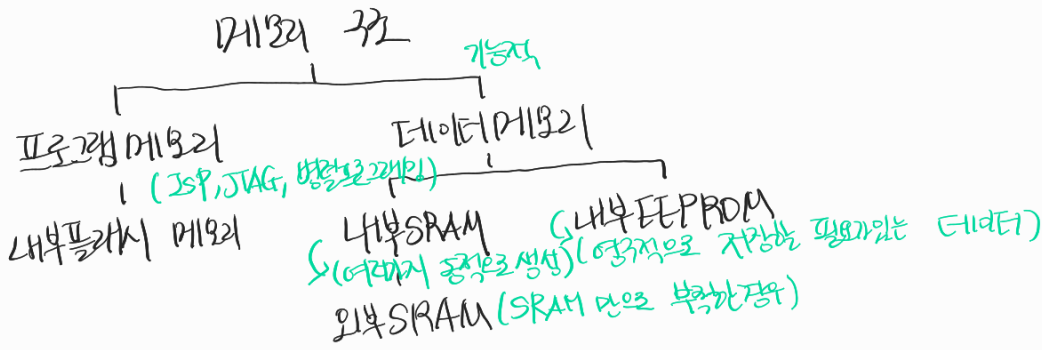 메모리 구조
기능적
프로그램 메모리
데이터 메모리
(ISP, JTAG, 병렬프로그래밍)
내부플래시 메모리
내부SRAM
내부EEPROM
(여러가지 동적으로 생성)
(영구적으로 저장할 필요가있는 데이터)
외부SRAM
(SRAM 만으로 부족한경우)